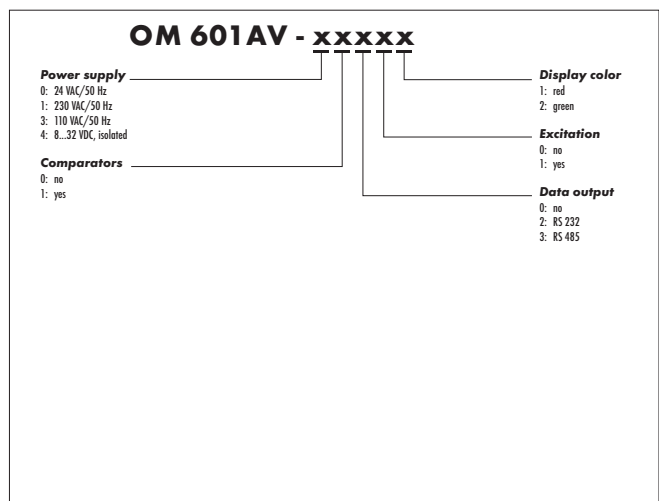 OM 601AV - xxxxx
Power supply
0: 24 VAC/50 Hz
1: 230 VAC/50 Hz
3: 110 VAC/50 Hz
4: 8...32 VDC, isolated
Comparators
0: no
1: yes
Display color
1: red
2: green
Excitation
0: no
1: yes
Data output
0: no
2: RS 232
3: RS 485